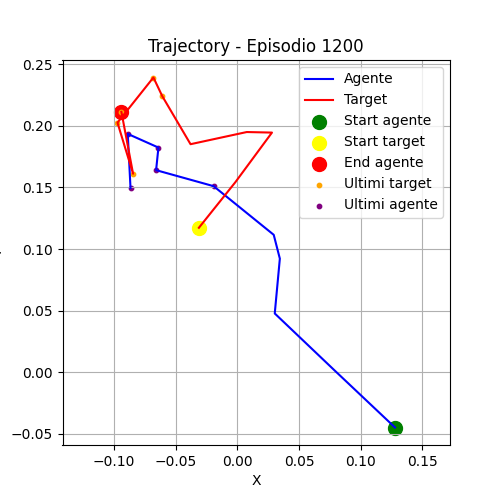 Trajectory - Episodio 1200
0.25
0.20
0.15
0.10
0.05
0.00
−0.05
−0.10 −0.05 0.00 0.05 0.10 0.15
X
Agente
Target
Start agente
Start target
End agente
Ultimi target
Ultimi agente